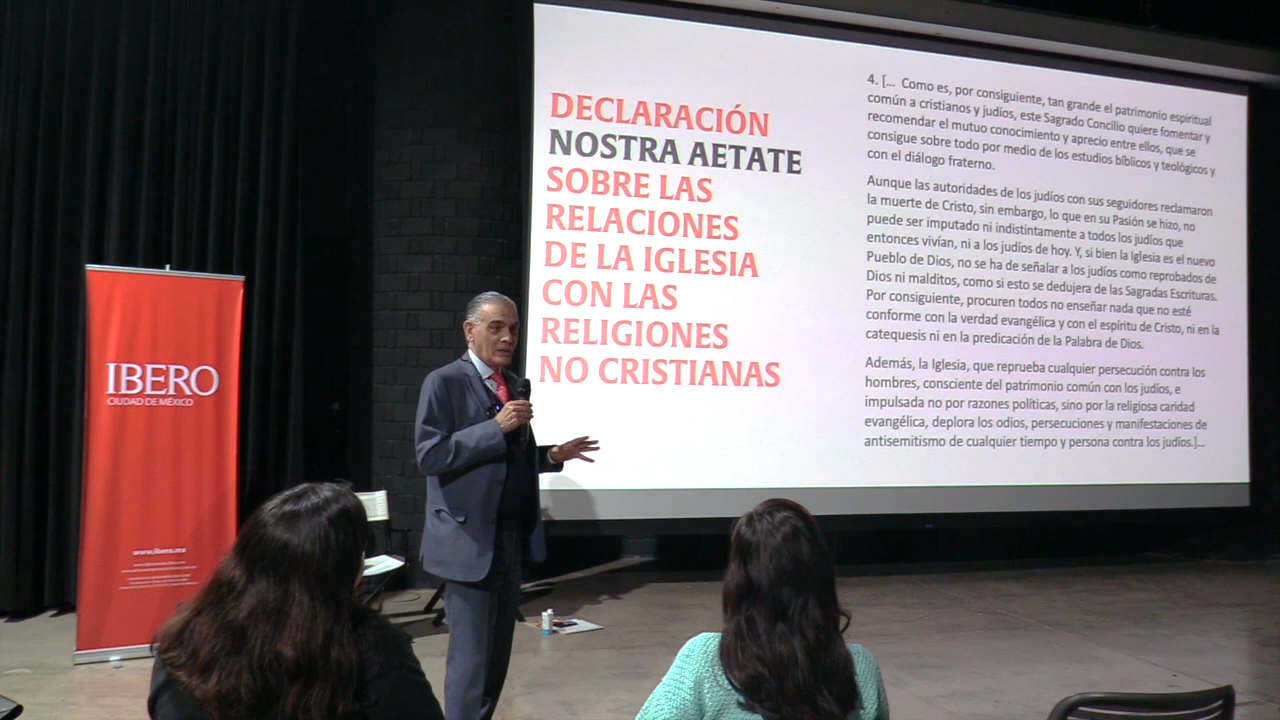 IBERO
CIUDAD DE MÉXICO
www.ibero.mx
DECLARACIÓN
NOSTRA AETATE
SOBRE LAS
RELACIONES
DE LA IGLESIA
CON LAS
RELIGIONES
NO CRISTIANAS
4. [... Como es, por consiguiente, tan grande el patrimonio espiritual
común a cristianos y judíos, este Sagrado Concilio quiere fomentar y
recomendar el mutuo conocimiento y aprecio entre ellos, que se
consigue sobre todo por medio de los estudios bíblicos y teológicos y
con el diálogo fraterno.
Aunque las autoridades de los judíos con sus seguidores reclamaron
la muerte de Cristo, sin embargo, lo que en su Pasión se hizo, no
puede ser imputado ni indistintamente a todos los judíos que
entonces vivían, ni a los judíos de hoy. Y, si bien la Iglesia es el nuevo
Pueblo de Dios, no se ha de señalar a los judíos como reprobados de
Dios ni malditos, como si esto se dedujera de las Sagradas Escrituras.
Por consiguiente, procuren todos no enseñar nada que no esté
conforme con la verdad evangélica y con el espíritu de Cristo, ni en la
catequesis ni en la predicación de la Palabra de Dios.
Además, la Iglesia, que reprueba cualquier persecución contra los
hombres, consciente del patrimonio común con los judíos, e
impulsada no por razones políticas, sino por la religiosa caridad
evangélica, deplora los odios, persecuciones y manifestaciones de
antisemitismo de cualquier tiempo y persona contra los judíos.]...